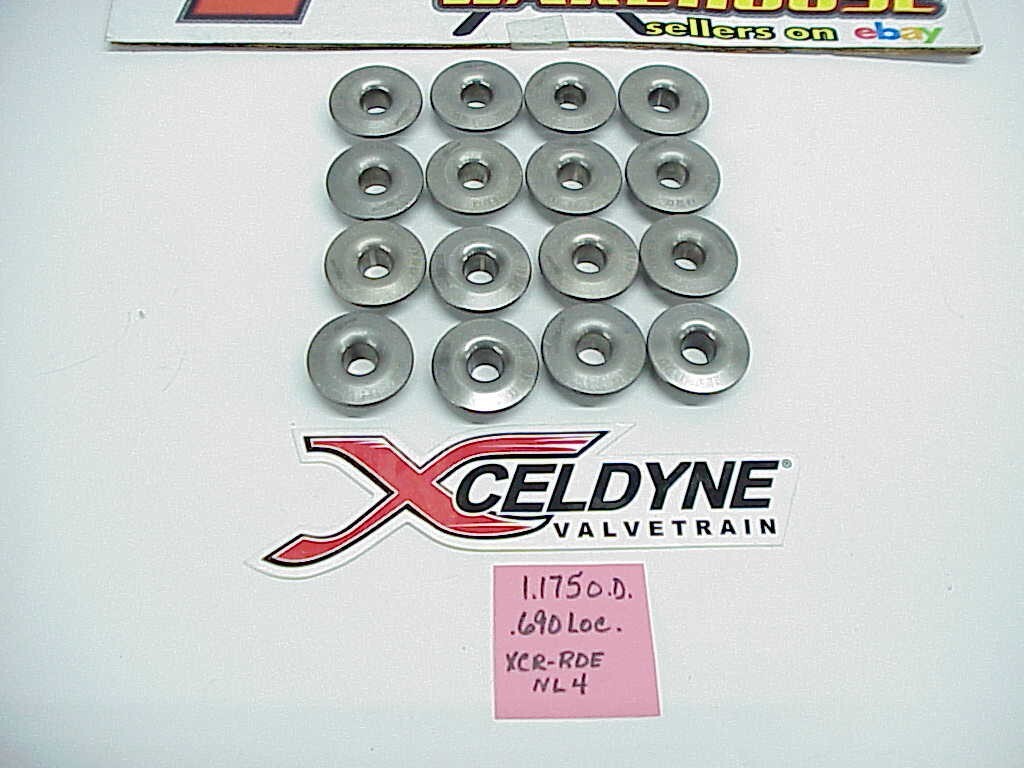 sellers on ebay
XCELDYNE®
VALVETRAIN
1.175 O.D.
.690 Loc.
XCR-RDE
NL4